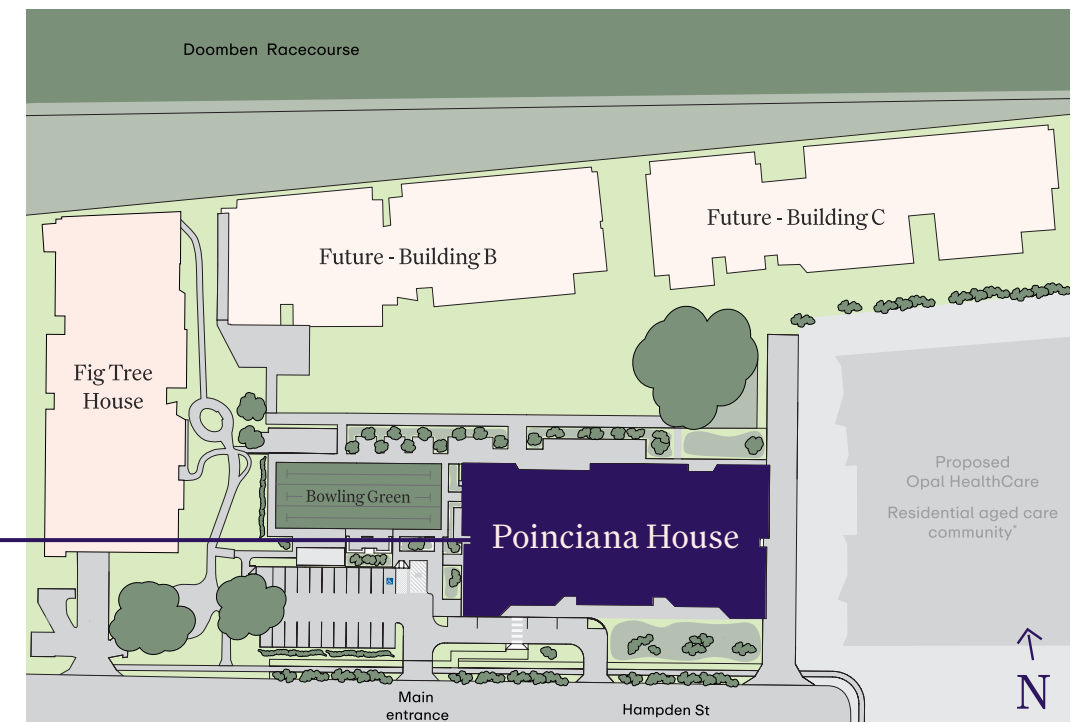 Doomben Racecourse
Future - Building C
Future - Building B
Fig Tree
House
Proposed
Opal HealthCare
Residential aged care
community*
Bowling Green
Poinciana House
Main
entrance
Hampden St
N